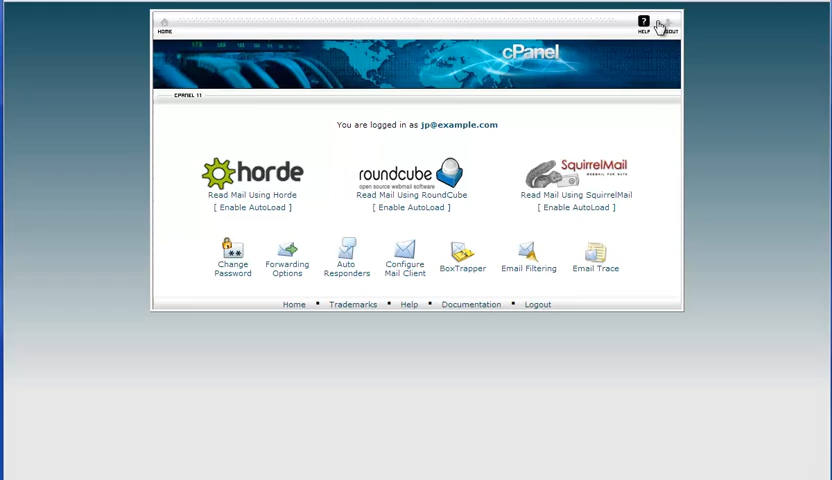 HOME
?
HELP
cPanel
CPANEL 11
You are logged in as jp@example.com
horde
roundcube
open source webmail software
SquirrelMail
WEBMAIL FOR NUTS
Read Mail Using Horde
Read Mail Using RoundCube
Read Mail Using SquirrelMail
[ Enable AutoLoad ]
[ Enable AutoLoad ]
[ Enable AutoLoad ]
**
Change
Password
Forwarding
Options
Auto
Responders
Configure
Mail Client
BoxTrapper
Email Filtering
Email Trace
Home ▪ Trademarks ▪ Help ▪ Documentation ▪ Logout